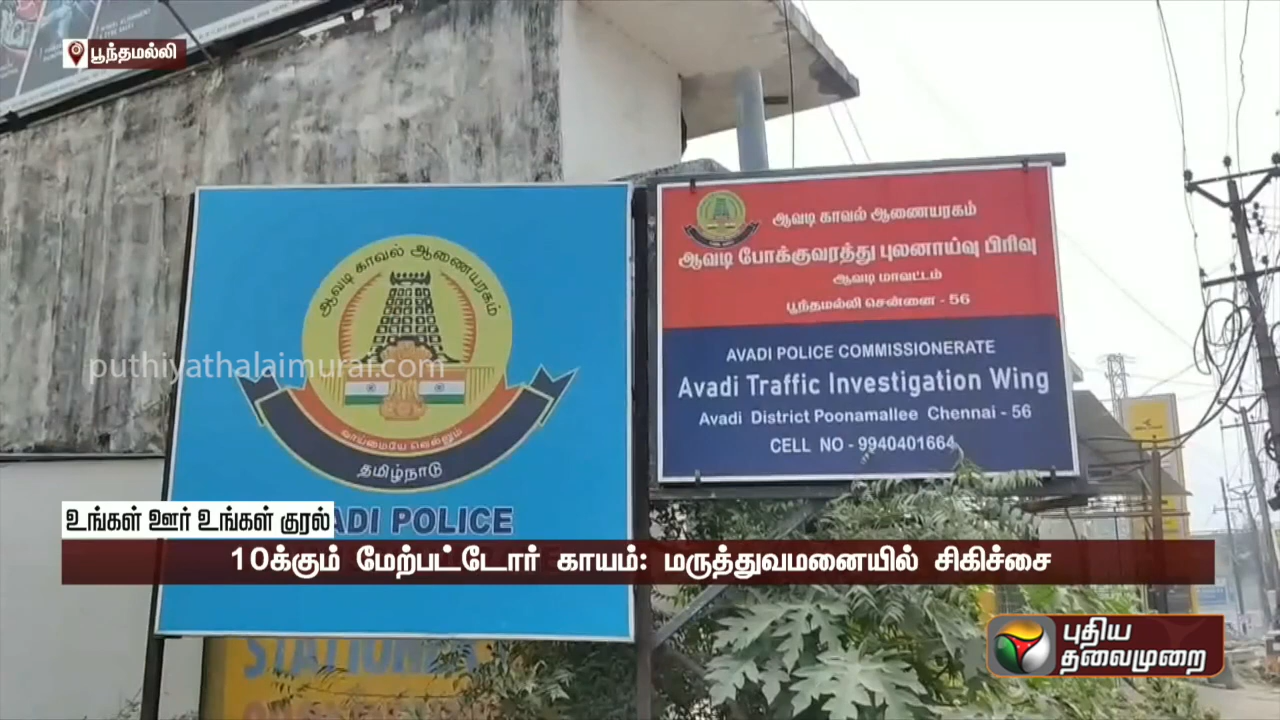 பூந்தமல்லி
ஆவடி காவல் ஆணையரகம்
வாய்மையே வெல்லும்
தமிழ்நாடு
ADI POLICE
ஆவடி காவல் ஆணையரகம்
ஆவடி போக்குவரத்து புலனாய்வு பிரிவு
ஆவடி மாவட்டம்
பூந்தமல்லி சென்னை - 56
AVADI POLICE COMMISSIONERATE
Avadi Traffic Investigation Wing
Avadi District Poonamallee Chennai - 56
CELL NO - 9940401664
puthiyathalaimurai.com
உங்கள் ஊர் உங்கள் குரல்
10க்கும் மேற்பட்டோர் காயம்: மருத்துவமனையில் சிகிச்சை
புதிய
தலைமுறை